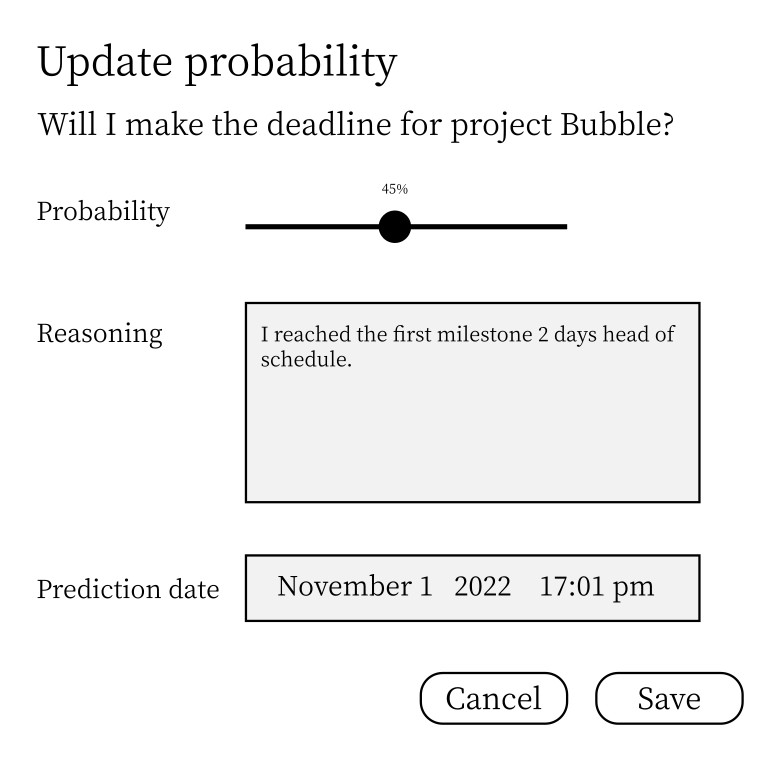 Update probability
Will I make the deadline for project Bubble?
45%
Probability
Reasoning
I reached the first milestone 2 days head of
schedule.
Prediction date
November 1 2022 17:01 pm
Cancel
Save